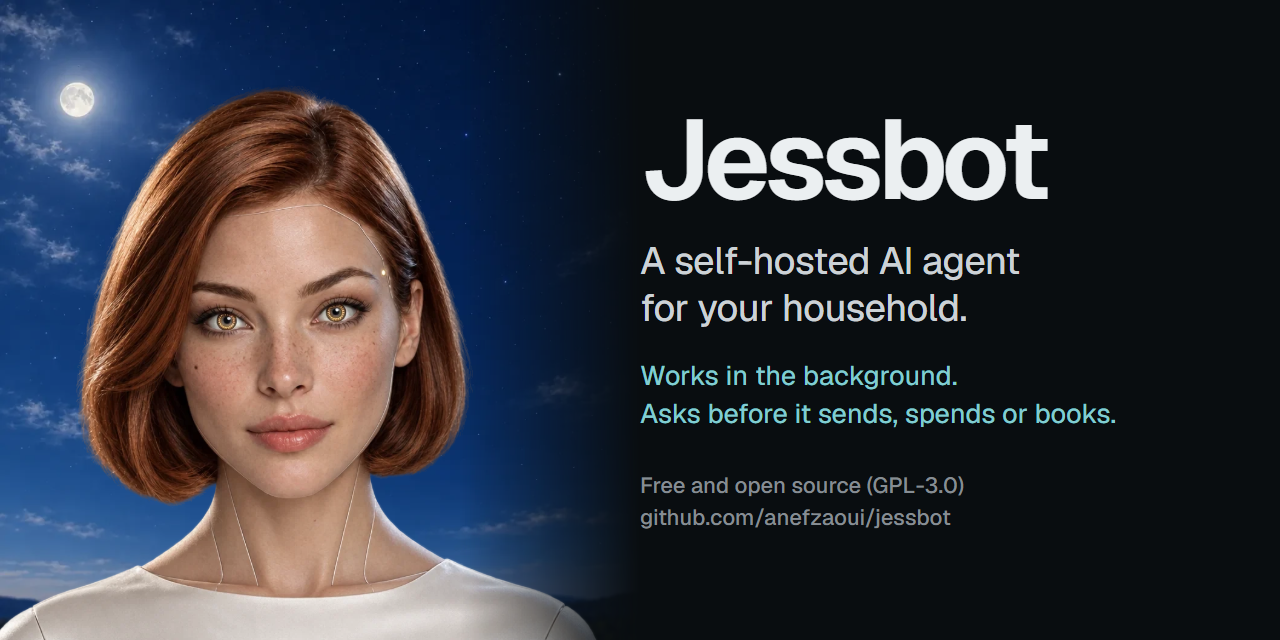 Jessbot
A self-hosted AI agent
for your household.
Works in the background.
Asks before it sends, spends or books.
Free and open source (GPL-3.0)
github.com/anefzaoui/jessbot